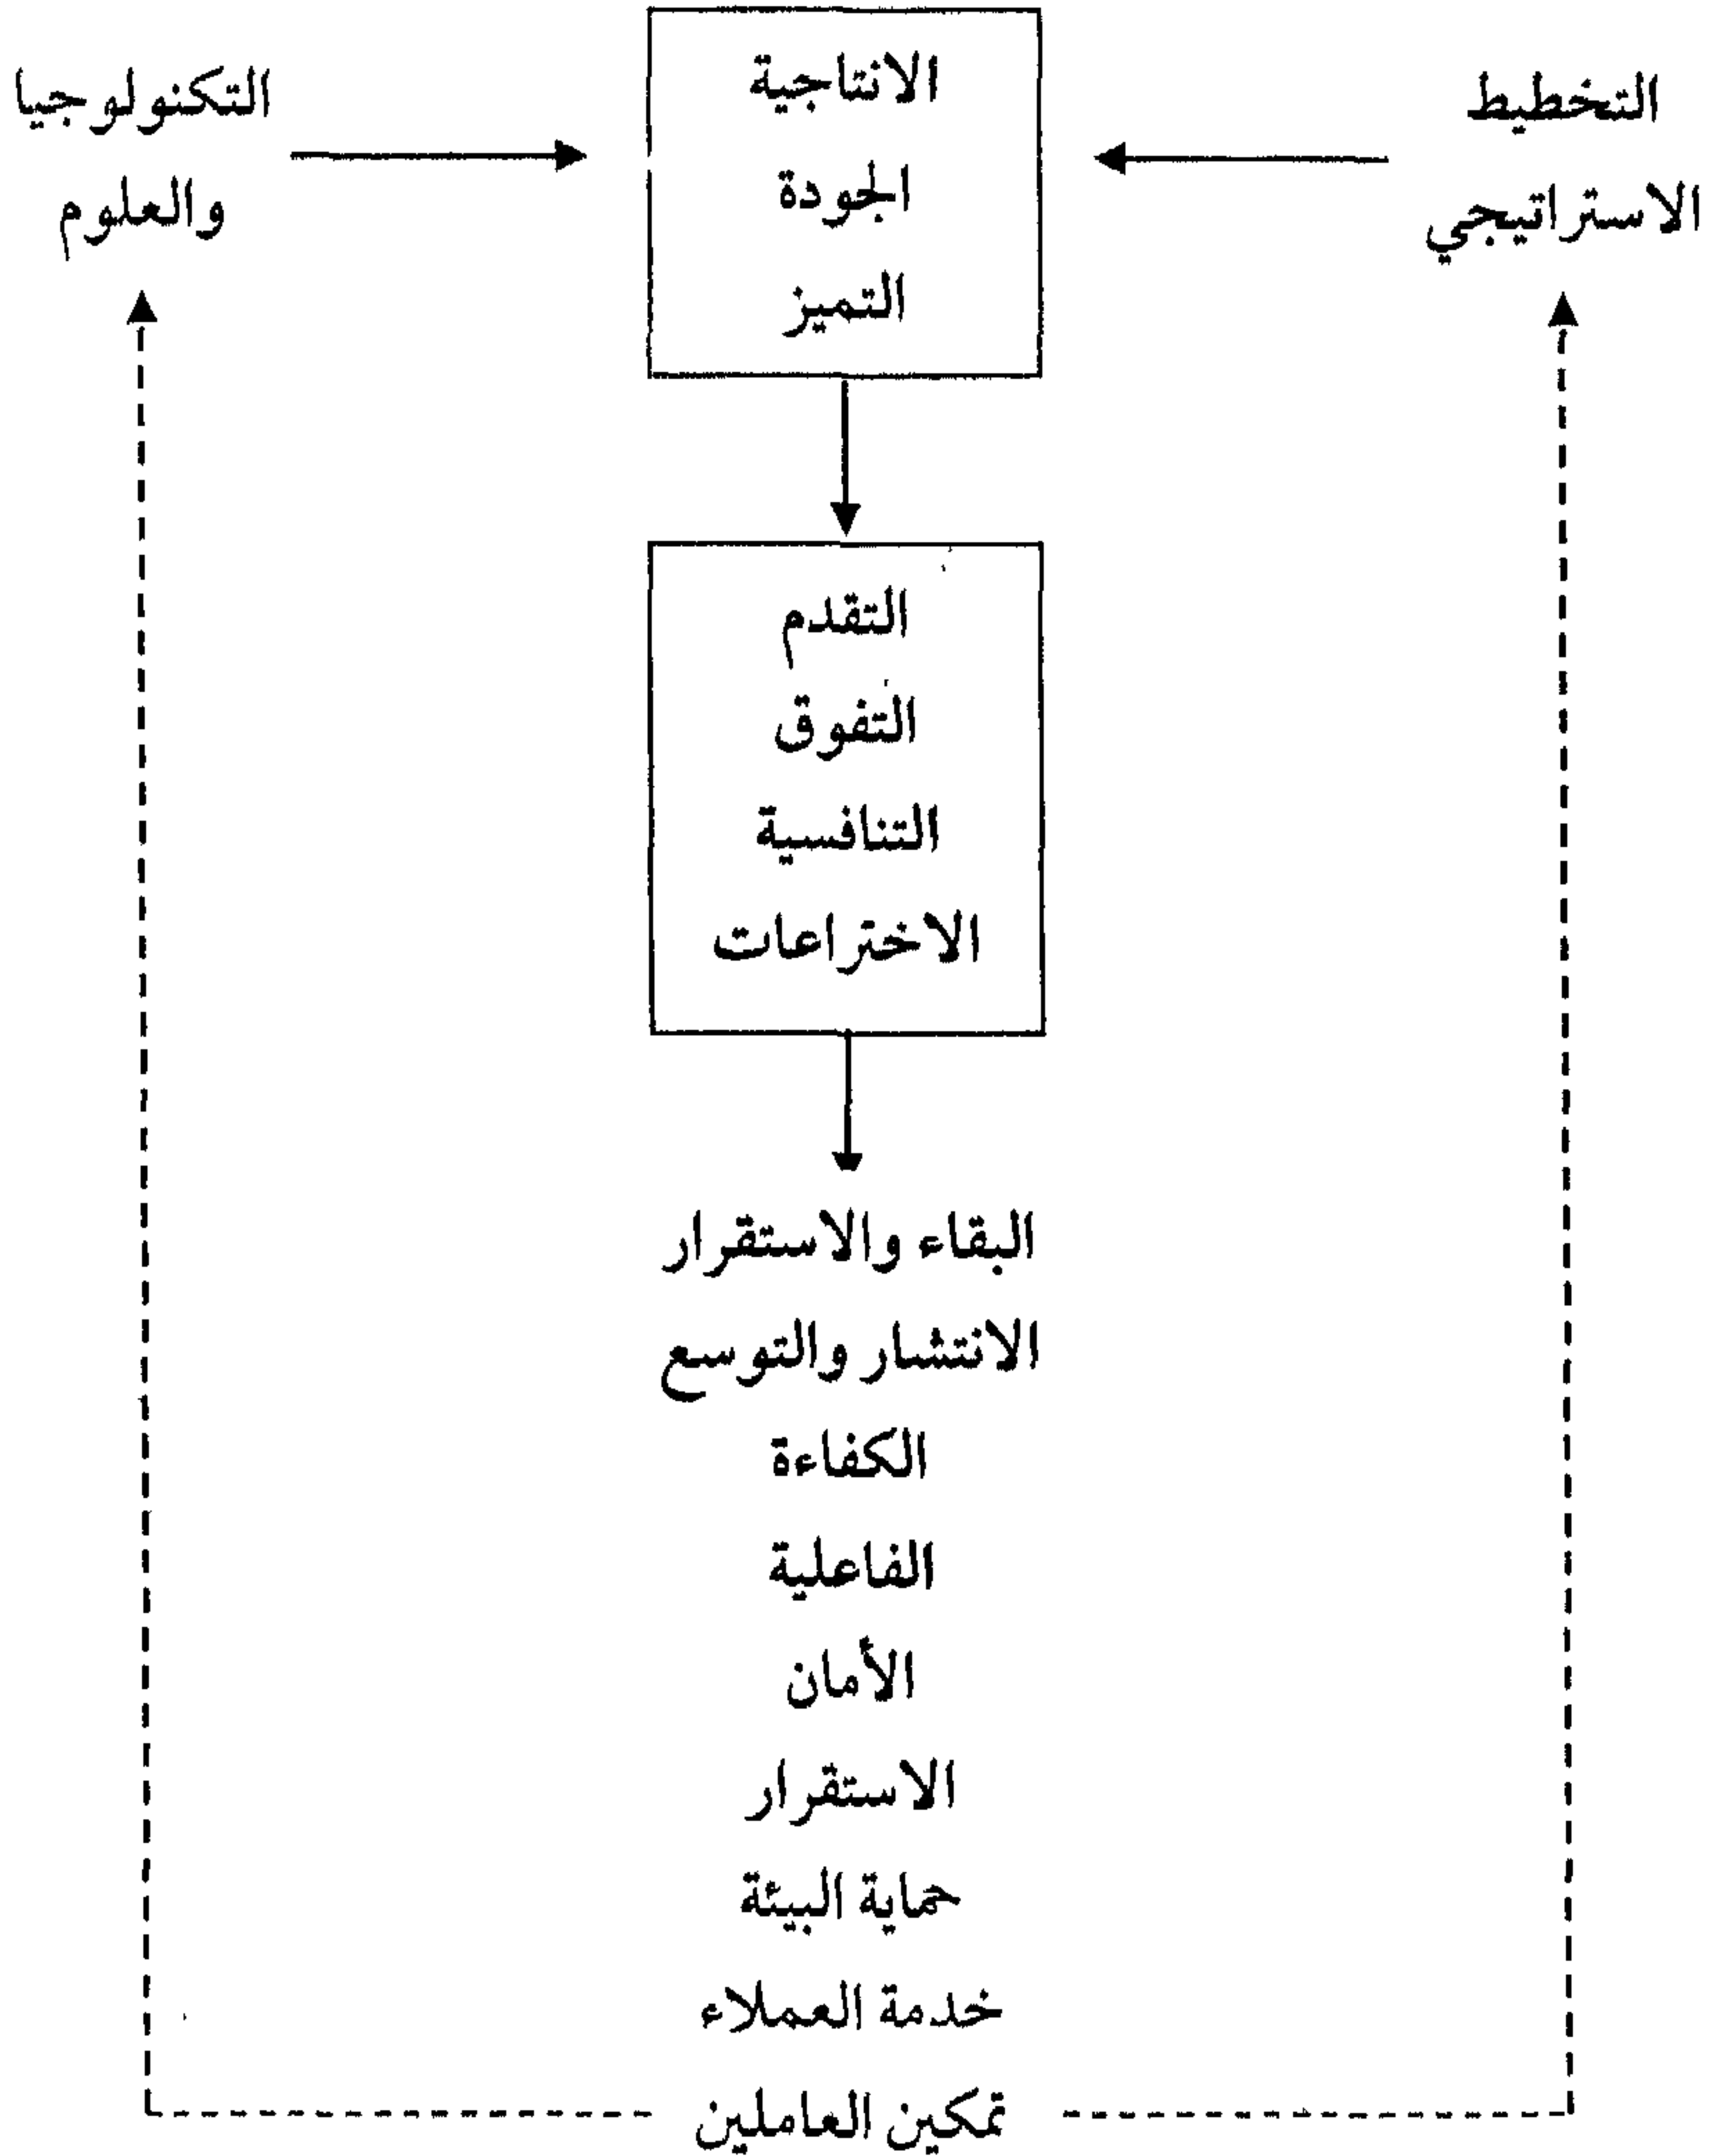 التخطيط
الاستراتيجي
الانتاجية
الجودة
التميز
التكنولوجيا
والعلوم
التقدم
التفوق
التنافسية
الاختراعات
البقاء والاستقرار
الانتشار والتوسع
الكفاءة
الفاعلية
الأمان
الاستقرار
حماية البيئة
خدمة العملاء
تمكين العاملين